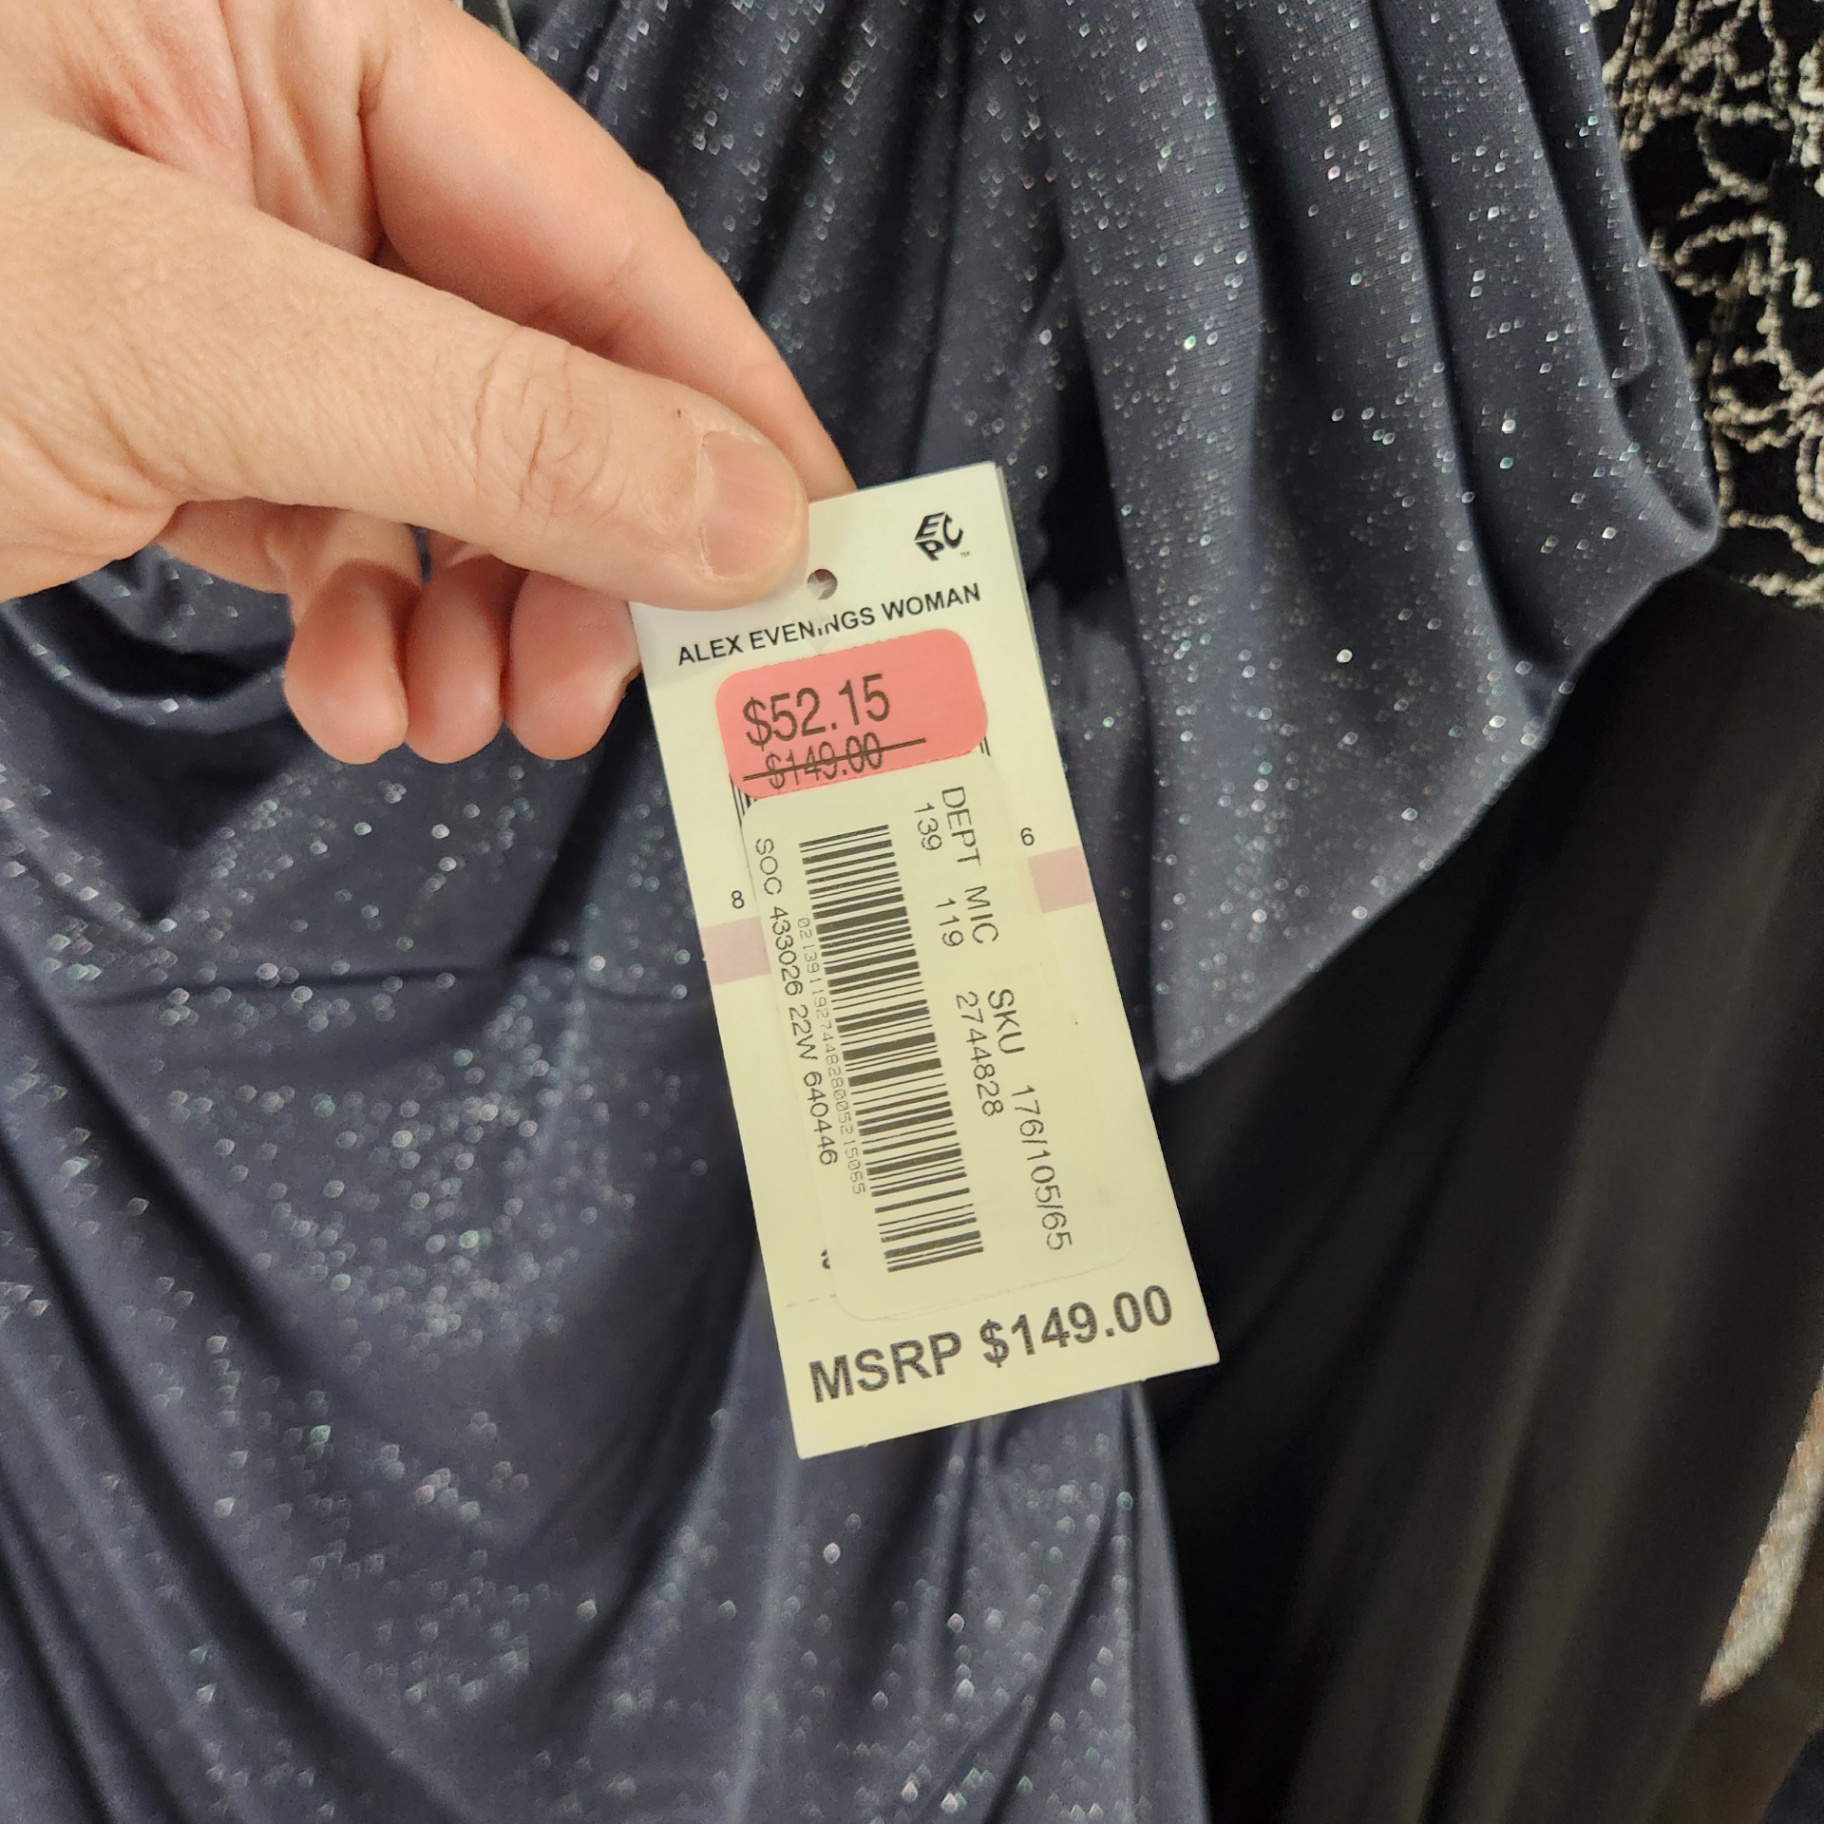 EPC
™
ALEX EVENINGS WOMAN
$52.15
$149.00
DEPT MIC SKU 176/105/65
139 119 2744828
6
8
SOC 433026 22W 640446
MSRP $149.00